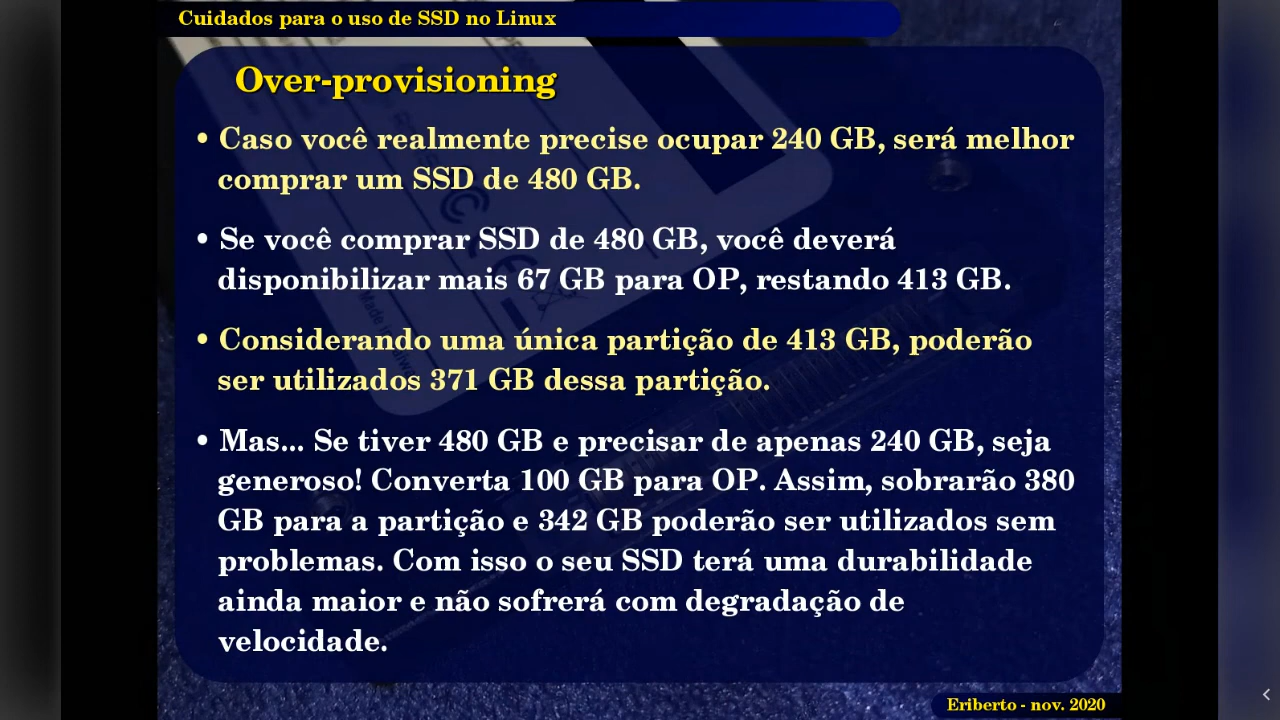 Cuidados para o uso de SSD no Linux
Over-provisioning
• Caso você realmente precise ocupar 240 GB, será melhor
comprar um SSD de 480 GB.
• Se você comprar SSD de 480 GB, você deverá
disponibilizar mais 67 GB para OP, restando 413 GB.
• Considerando uma única partição de 413 GB, poderão
ser utilizados 371 GB dessa partição.
• Mas... Se tiver 480 GB e precisar de apenas 240 GB, seja
generoso! Converta 100 GB para OP. Assim, sobrarão 380
GB para a partição e 342 GB poderão ser utilizados sem
problemas. Com isso o seu SSD terá uma durabilidade
ainda maior e não sofrerá com degradação de
velocidade.
Eriberto - nov. 2020